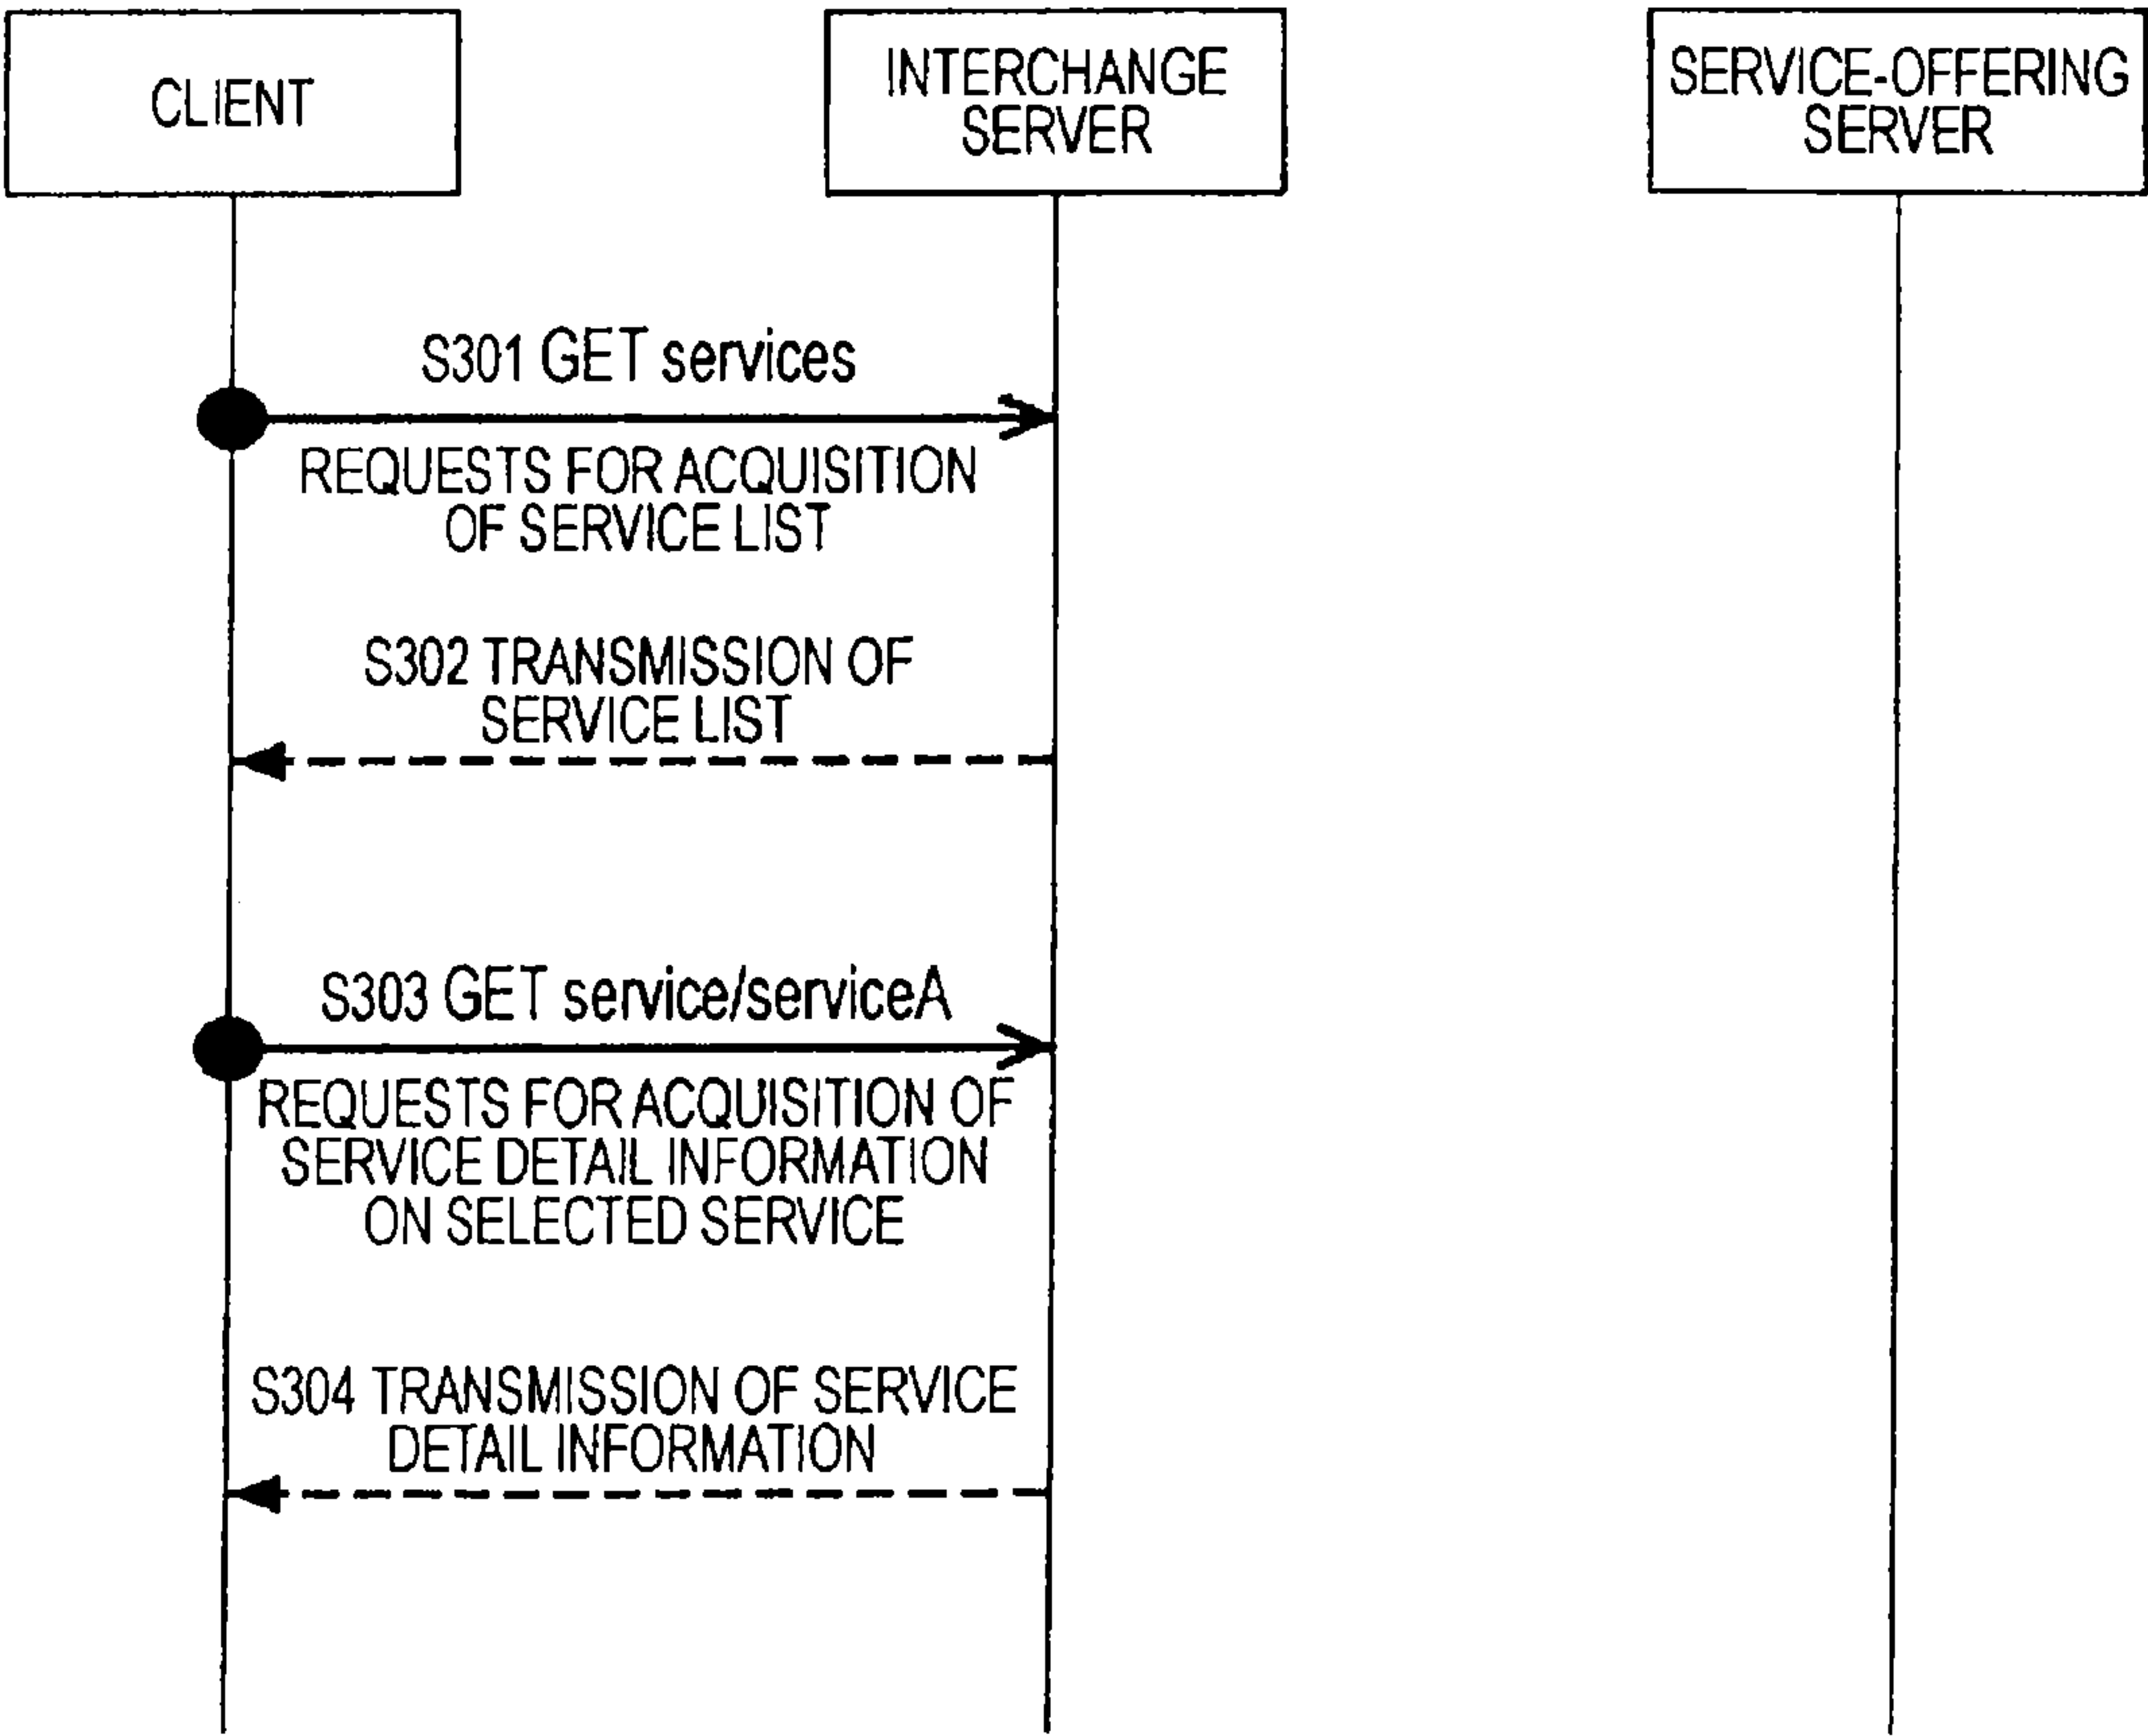 CLIENT
INTERCHANGE
SERVER
SERVICE-OFFERING
SERVER
S301 GET services
REQUESTS FOR ACQUISITION
OF SERVICE LIST
S302 TRANSMISSION OF
SERVICE LIST
S303 GET service/serviceA
REQUESTS FOR ACQUISITION OF
SERVICE DETAIL INFORMATION
ON SELECTED SERVICE
S304 TRANSMISSION OF SERVICE
DETAIL INFORMATION